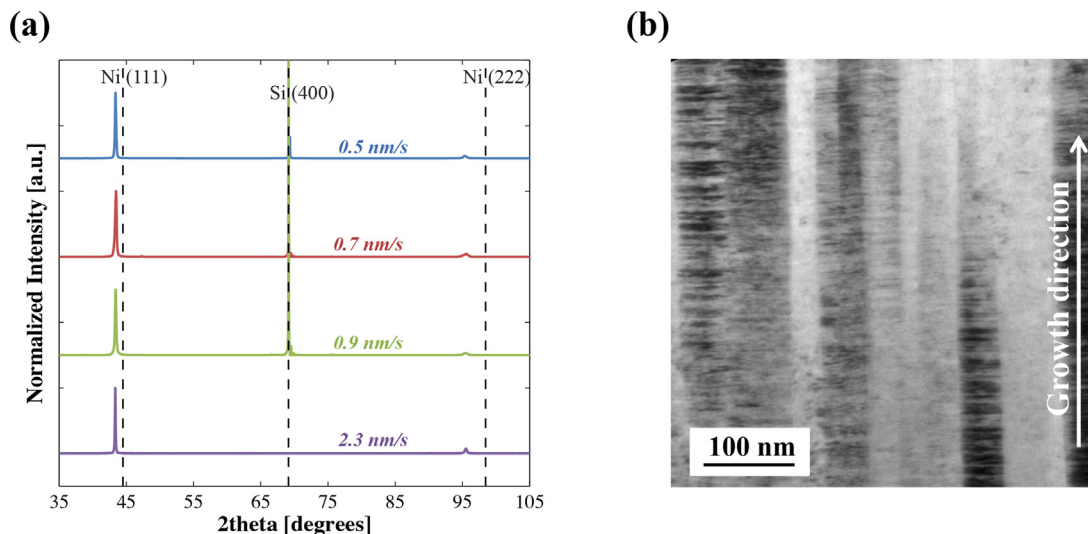 (a)
(b)
Ni (111)
Si (400)
Ni (222)
0.5 nm/s
0.7 nm/s
0.9 nm/s
2.3 nm/s
Normalized Intensity [a.u.]
35 45 55 65 75 85 95 105
2theta [degrees]
Growth direction
100 nm